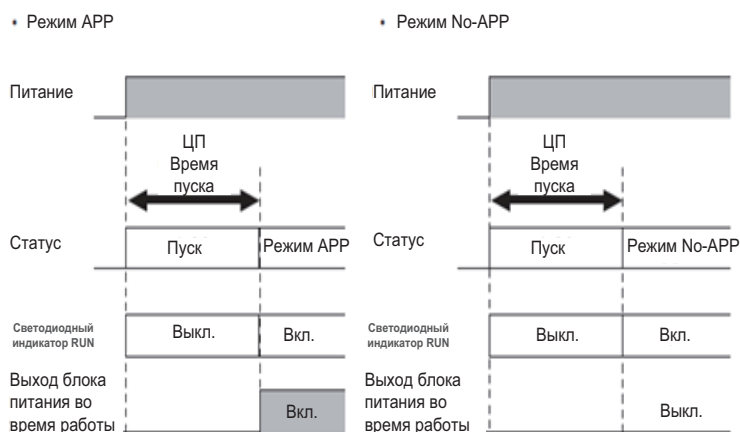 • Режим APP
Питание
ЦП
Время
пуска
Статус
Пуск
Режим APP
Светодиодный
индикатор RUN
Выкл.
Вкл.
Выход блока
питания во
время работы
Вкл.
• Режим No-APP
Питание
ЦП
Время
пуска
Статус
Пуск
Режим No-APP
Светодиодный
индикатор RUN
Выкл.
Вкл.
Выход блока
питания во
время работы
Выкл.